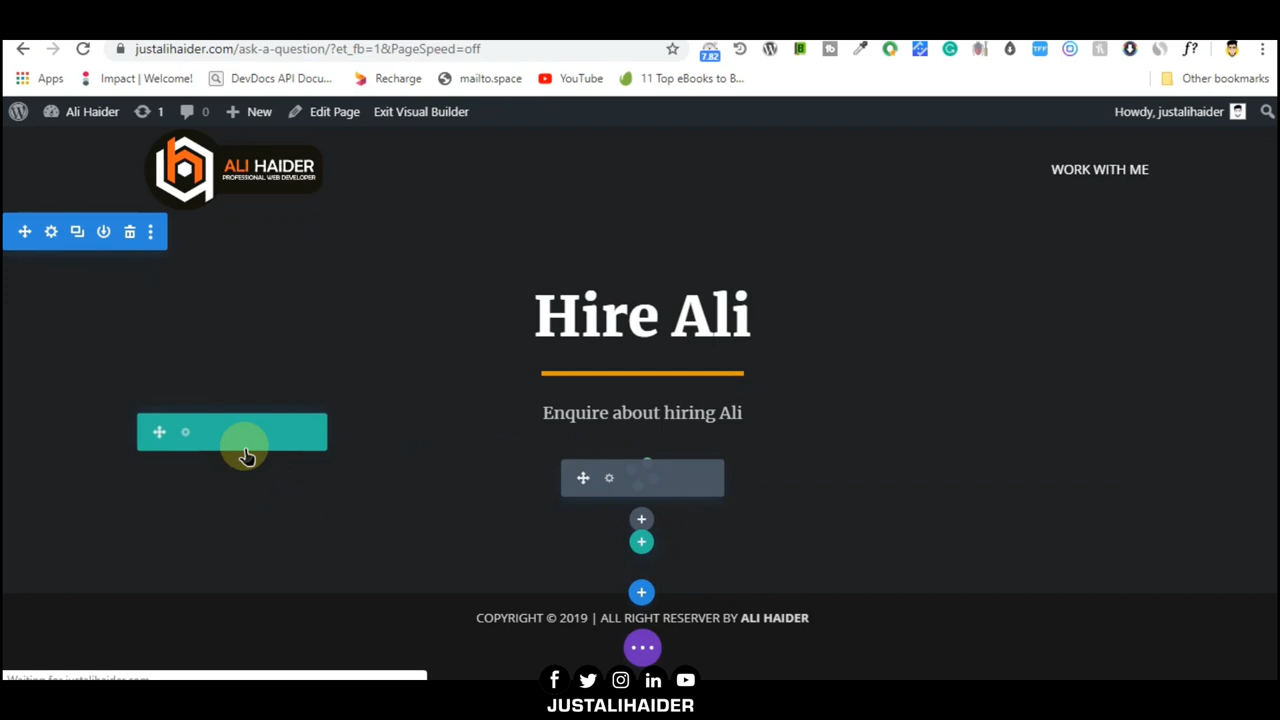 justalihaider.com/ask-a-question/?et_fb=1&PageSpeed=off
7.82
TFF
f?
Apps
Impact | Welcome!
DevDocs API Docu...
Recharge
mailto.space
YouTube
11 Top eBooks to B...
Other bookmarks
Ali Haider
1
0
New
Edit Page
Exit Visual Builder
Howdy, justalihaider
ALI HAIDER
PROFESSIONAL WEB DEVELOPER
WORK WITH ME
Hire Ali
Enquire about hiring Ali
COPYRIGHT © 2019 | ALL RIGHT RESERVER BY ALI HAIDER
JUSTALIHAIDER